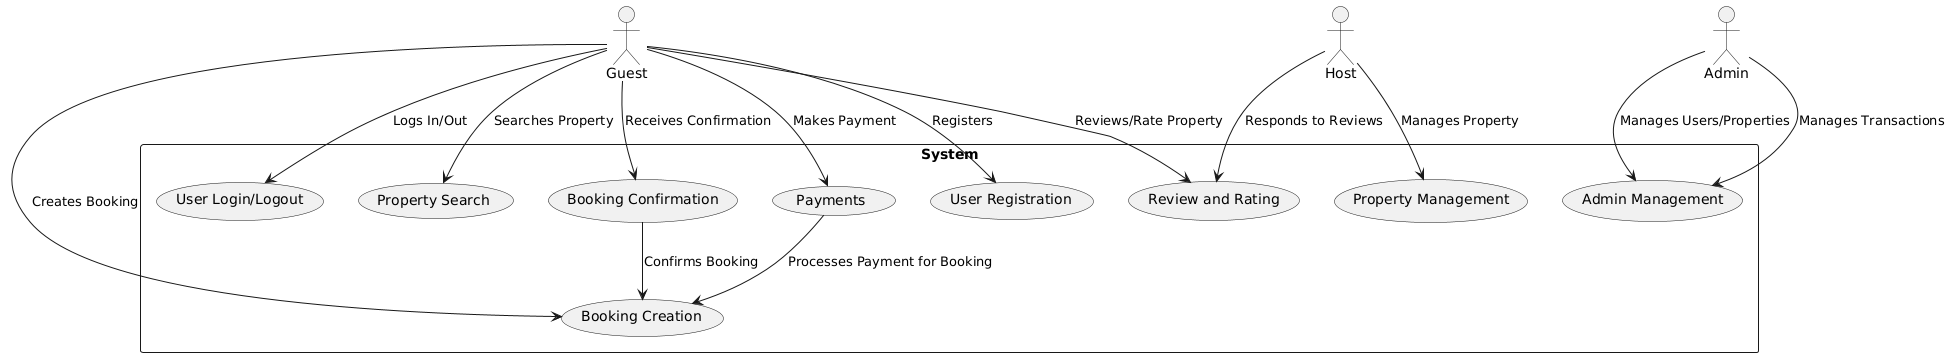 Guest
Host
Admin
Logs In/Out
Searches Property
Receives Confirmation
Makes Payment
Registers
Reviews/Rate Property
Responds to Reviews
Manages Property
Manages Users/Properties
Manages Transactions
System
Creates Booking
User Login/Logout
Property Search
Booking Confirmation
Payments
User Registration
Review and Rating
Property Management
Admin Management
Confirms Booking
Processes Payment for Booking
Booking Creation